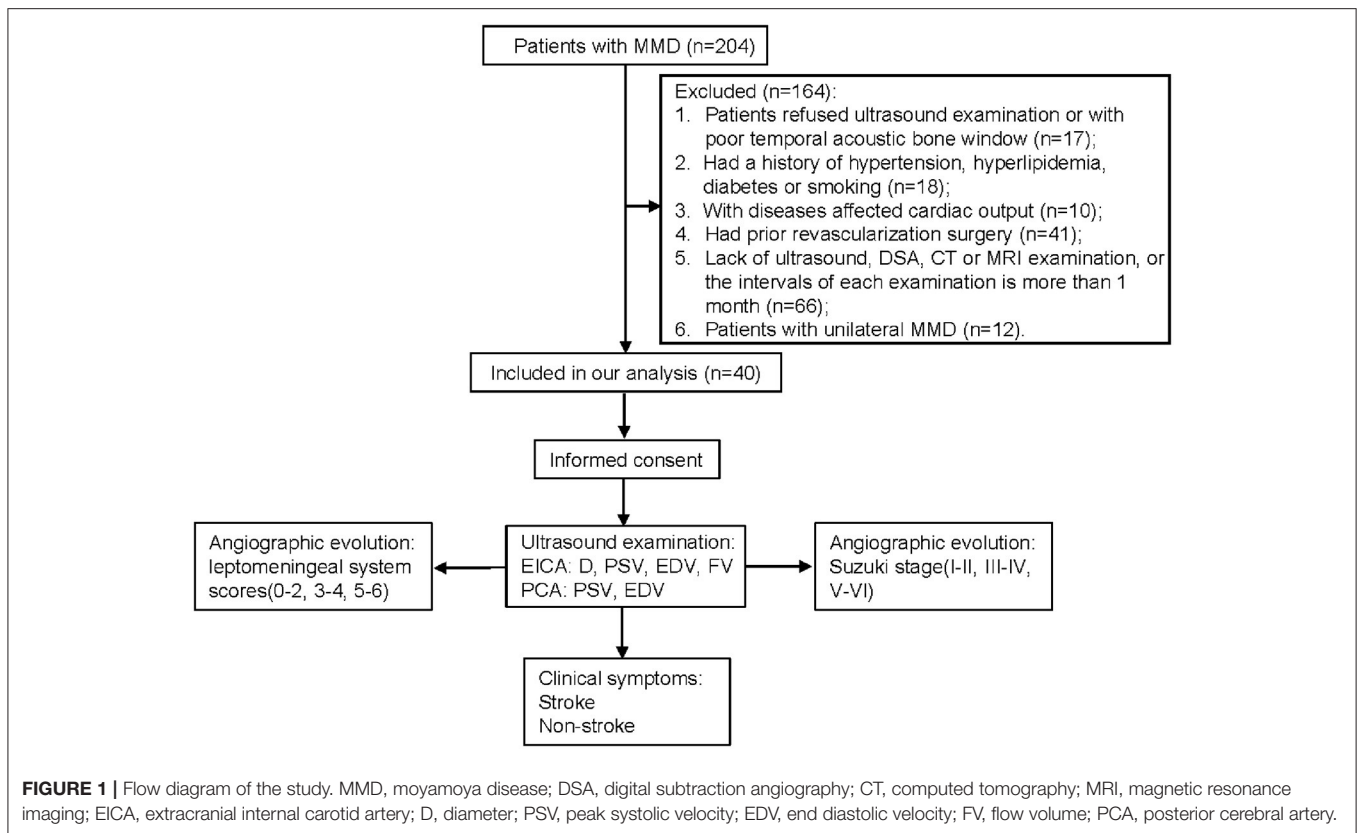 Patients with MMD (n=204)
Excluded (n=164):
1. Patients refused ultrasound examination or with
poor temporal acoustic bone window (n=17);
2. Had a history of hypertension, hyperlipidemia,
diabetes or smoking (n=18);
3. With diseases affected cardiac output (n=10);
4. Had prior revascularization surgery (n=41);
5. Lack of ultrasound, DSA, CT or MRI examination, or
the intervals of each examination is more than 1
month (n=66);
6. Patients with unilateral MMD (n=12).
Included in our analysis (n=40)
Informed consent
Angiographic evolution:
leptomeningeal system
scores(0-2, 3-4, 5-6)
Ultrasound examination:
EICA: D, PSV, EDV, FV
PCA: PSV, EDV
Angiographic evolution:
Suzuki stage(I-II, III-IV,
V-VI)
Clinical symptoms:
Stroke
Non-stroke
FIGURE 1 | Flow diagram of the study. MMD, moyamoya disease; DSA, digital subtraction angiography; CT, computed tomography; MRI, magnetic resonance
imaging; EICA, extracranial internal carotid artery; D, diameter; PSV, peak systolic velocity; EDV, end diastolic velocity; FV, flow volume; PCA, posterior cerebral artery.